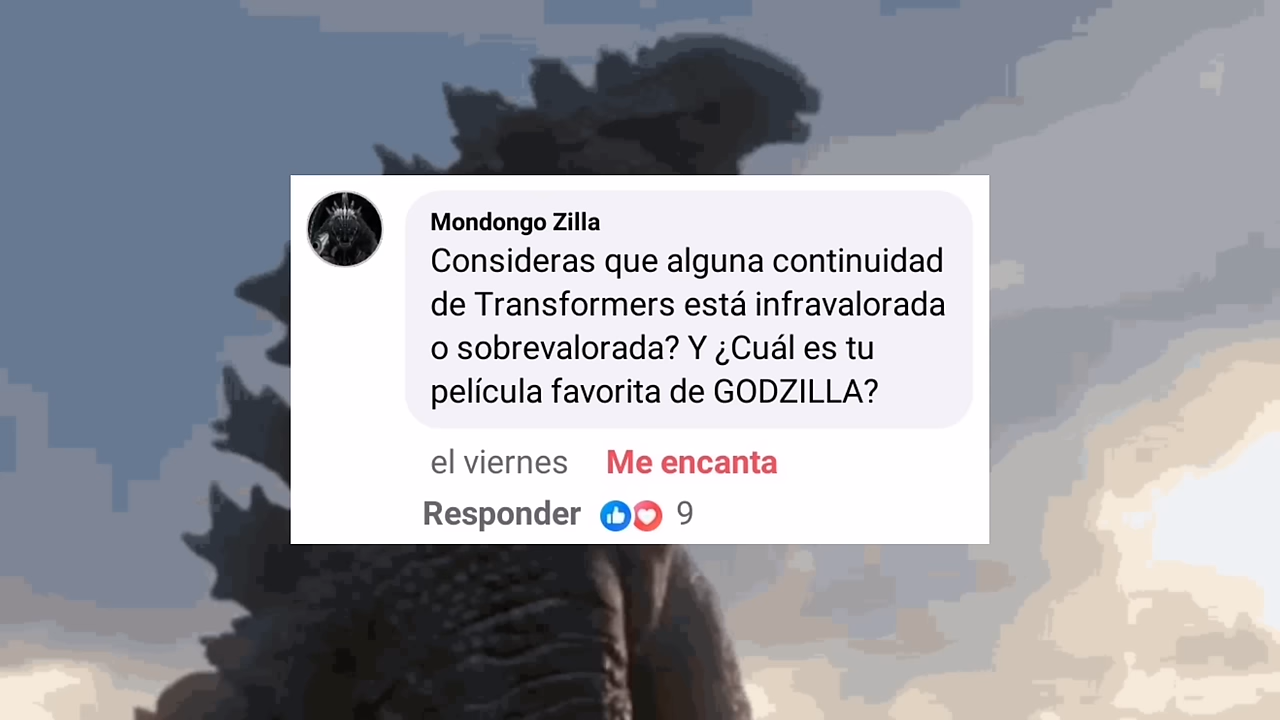 Mondongo Zilla
Consideras que alguna continuidad
de Transformers está infravalorada
o sobrevalorada? Y ¿Cuál es tu
película favorita de GODZILLA?
el viernes Me encanta
Responder 9